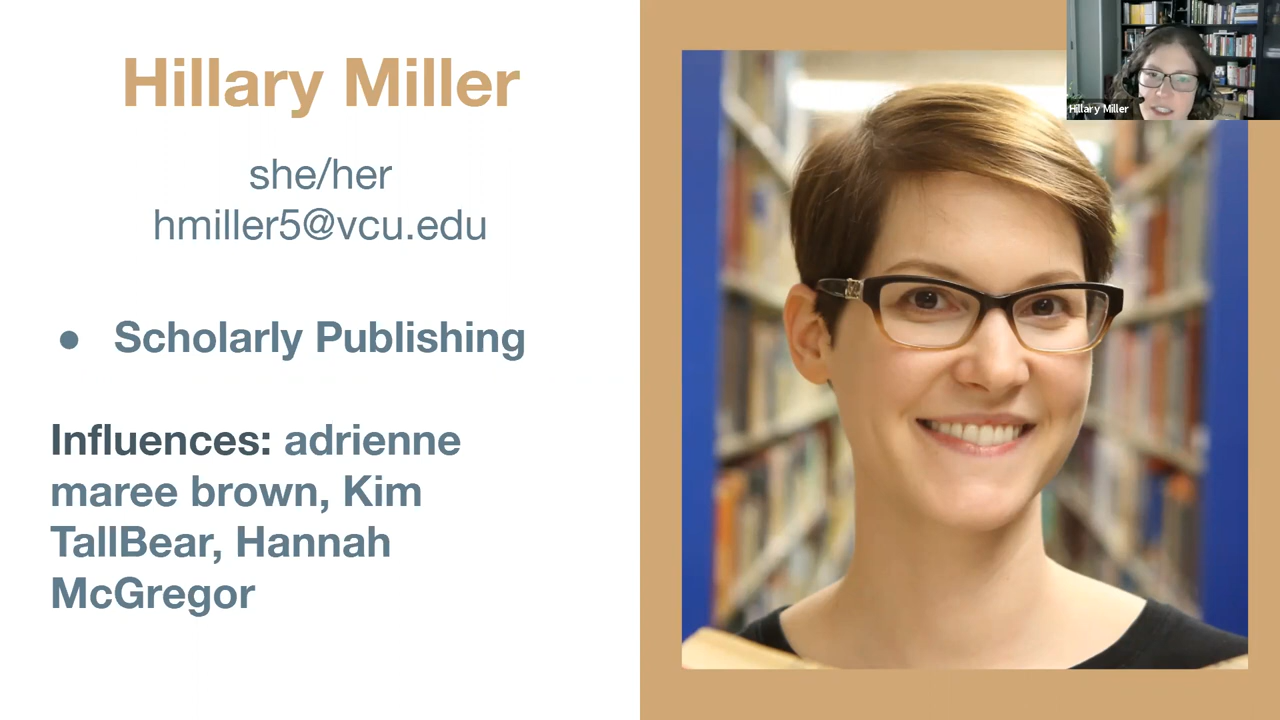 Hillary Miller
she/her
hmiller5@vcu.edu
● Scholarly Publishing
Influences: adrienne
maree brown, Kim
TallBear, Hannah
McGregor
Hillary Miller